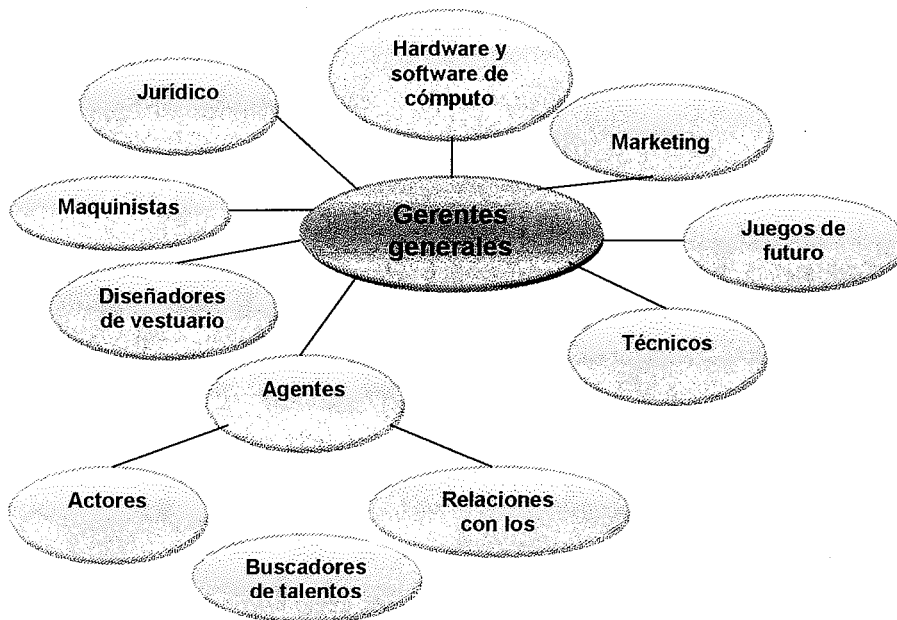 Hardware y
software de
cómputo
Jurídico
Marketing
Maquinistas
Gerentes
generales
Juegos de
futuro
Diseñadores
de vestuario
Técnicos
Agentes
Actores
Relaciones
con los
Buscadores
de talentos